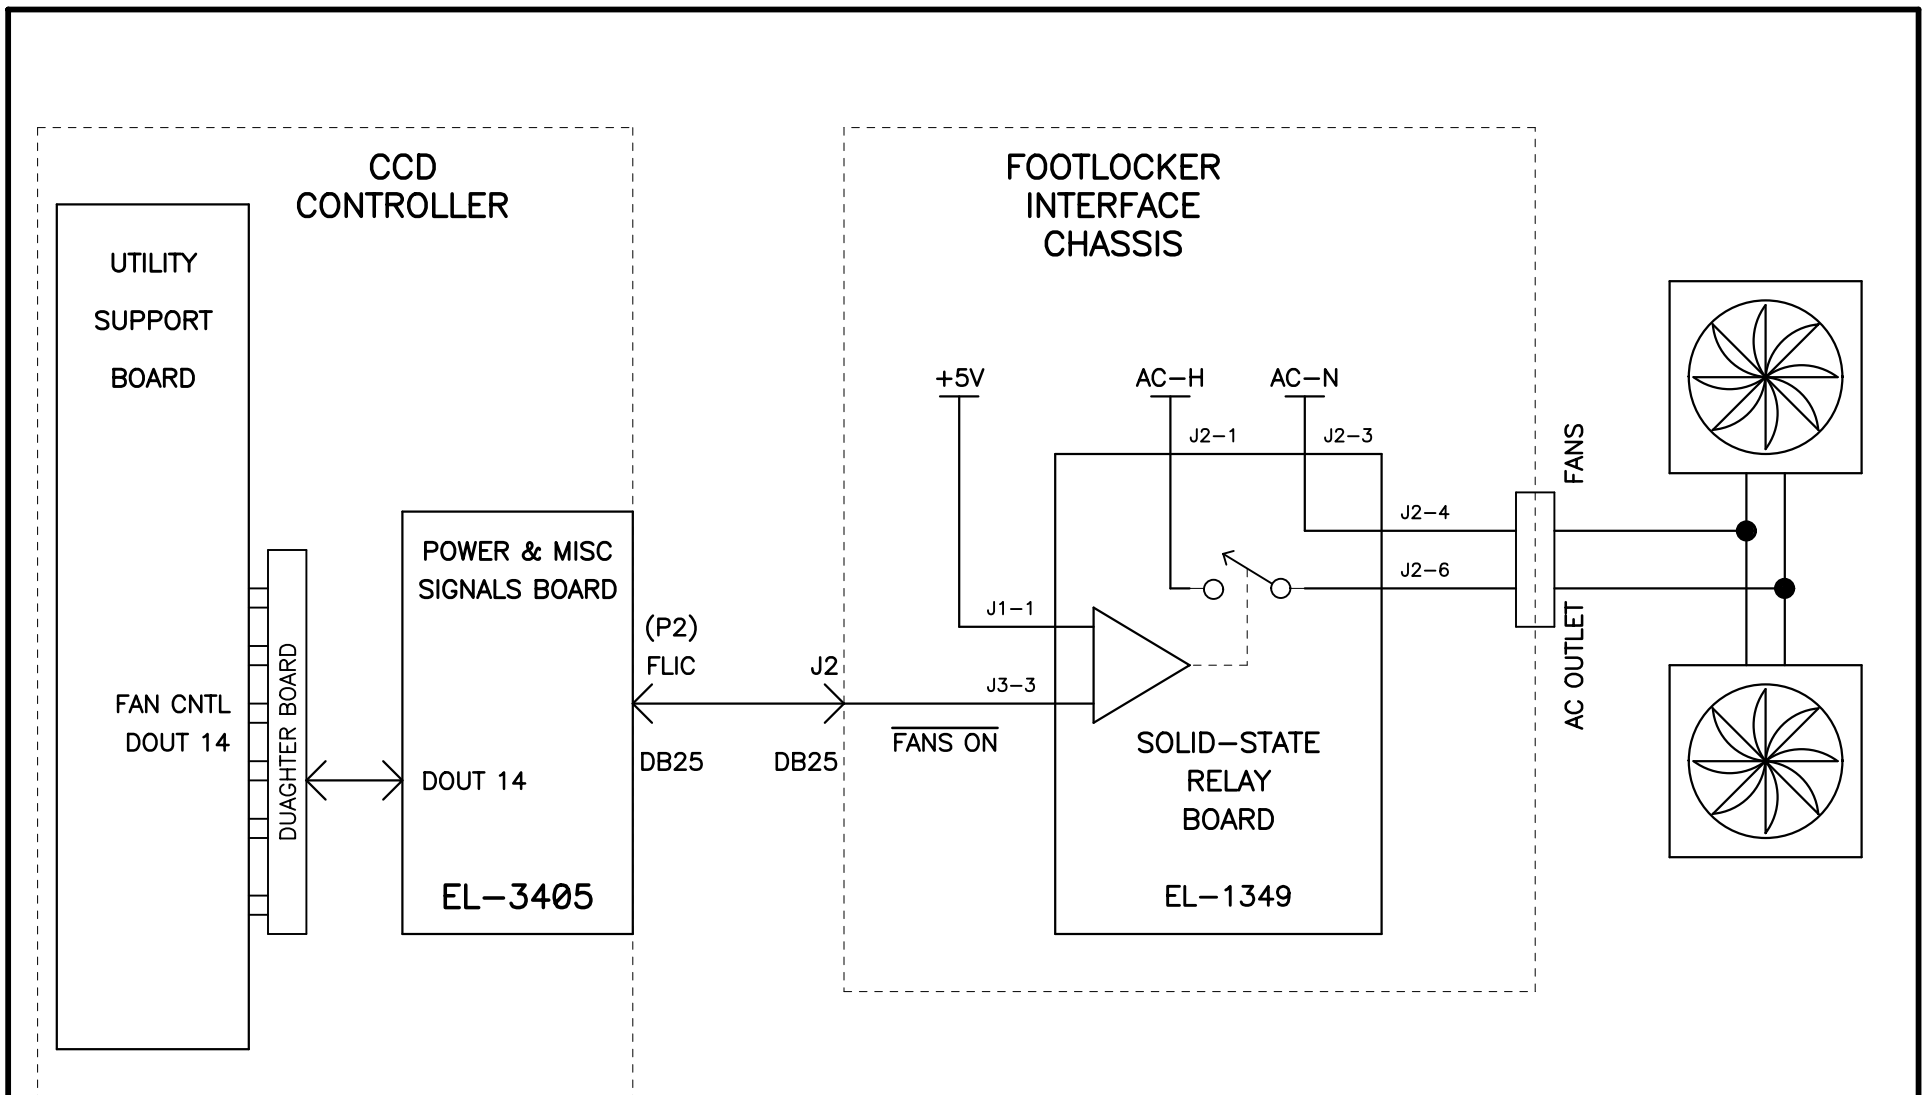 CCD
CONTROLLER
UTILITY
SUPPORT
BOARD
FAN CNTL
DOUT 14
DUAGHTER BOARD
POWER & MISC
SIGNALS BOARD
DOUT 14
EL-3405
(P2)
FLIC
DB25
J2
DB25
FOOTLOCKER
INTERFACE
CHASSIS
+5V
AC-H
AC-N
J2-1
J2-3
J2-4
J2-6
J1-1
J3-3
FANS ON
SOLID-STATE
RELAY
BOARD
EL-1349
FANS
AC OUTLET